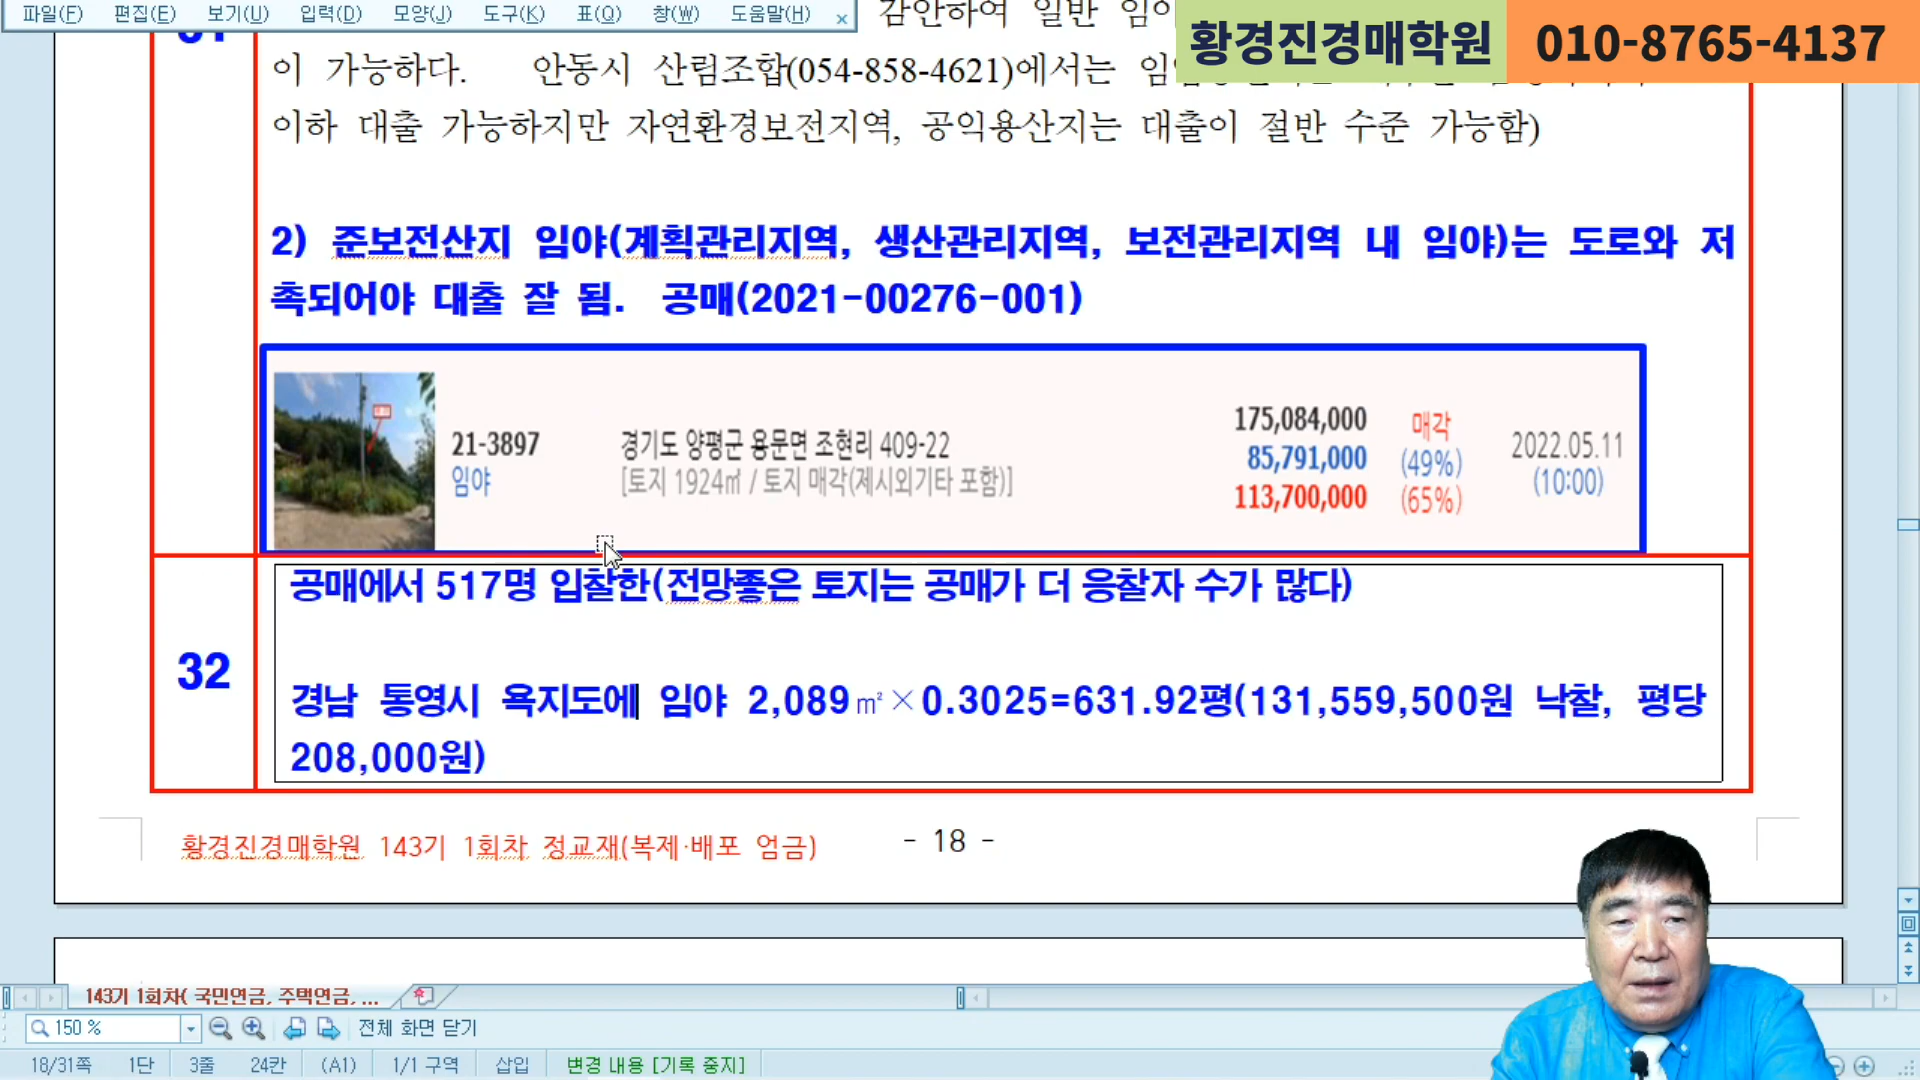 파일(F) 편집(E) 보기(U) 입력(D) 모양(J) 도구(K) 표(Q) 창(W) 도움말(H) x
감안하여 일반 임야
황경진경매학원 010-8765-4137
이 가능하다. 안동시 산림조합(054-858-4621)에서는
이하 대출 가능하지만 자연환경보전지역, 공익용산지는 대출이 절반 수준 가능함)
2) 준보전산지 임야(계획관리지역, 생산관리지역, 보전관리지역 내 임야)는 도로와 저
촉되어야 대출 잘 됨. 공매(2021-00276-001)
21-3897
임야
경기도 양평군 용문면 조현리 409-22
[토지 1924㎡ / 토지 매각(제시외기타 포함)]
175,084,000 매각
85,791,000 (49%)
113,700,000 (65%)
2022.05.11
(10:00)
32
공매에서 517명 입찰한(전망좋은 토지는 공매가 더 응찰자 수가 많다)
경남 통영시 욕지도에 임야 2,089㎡×0.3025=631.92평(131,559,500원 낙찰, 평당
208,000원)
황경진경매학원 143기 1회차 정교재(복제·배포 엄금)
- 18 -
143기 1회차( 국민연금, 주택연금, ...
150 % 전체 화면 닫기
18/31쪽 1단 3줄 24칸 (A1) 1/1 구역 삽입 변경 내용 [기록 중지]